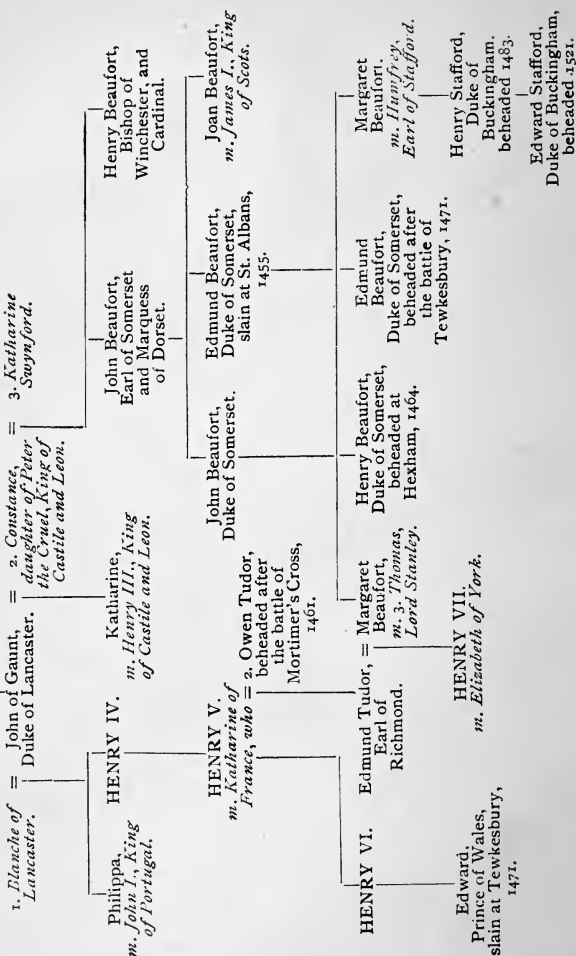 1. Blanche of
Lancaster.
= John of Gaunt,
Duke of Lancaster.
= 2. Constance,
daughter of Peter
the Cruel, King of
Castile and Leon.
= 3. Katharine
Swynford.
Philippa,
m. John I., King
of Portugal.
HENRY IV.
Katharine,
m. Henry III., King
of Castile and Leon.
John Beaufort,
Earl of Somerset
and Marquess
of Dorset.
Henry Beaufort,
Bishop of
Winchester, and
Cardinal.
HENRY V.
m. Katharine of
France, who = 2. Owen Tudor,
beheaded after
the battle of
Mortimer's Cross,
1461.
John Beaufort,
Duke of Somerset.
Edmund Beaufort,
Duke of Somerset,
slain at St. Albans,
1455.
Joan Beaufort,
m. James I., King
of Scots.
HENRY VI.
Edmund Tudor,
Earl of
Richmond.
= Margaret
Beaufort,
m. 3. Thomas,
Lord Stanley.
Henry Beaufort,
Duke of Somerset,
beheaded at
Hexham, 1464.
Edmund
Beaufort,
Duke of Somerset,
beheaded after
the battle of
Tewkesbury, 1471.
Margaret
Beaufort.
m. Humfrey,
Earl of Stafford.
Edward,
Prince of Wales,
slain at Tewkesbury,
1471.
HENRY VII.
m. Elizabeth of York.
Henry Stafford,
Duke of
Buckingham.
beheaded 1483.
Edward Stafford,
Duke of Buckingham,
beheaded 1521.